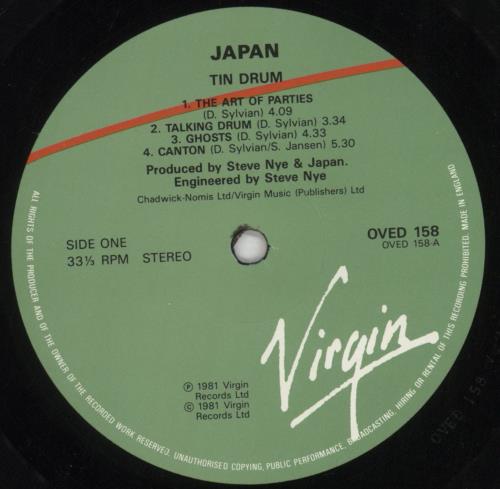 JAPAN
TIN DRUM
1. THE ART OF PARTIES
(D. Sylvian) 4.09
2. TALKING DRUM (D. Sylvian) 3.34
3. GHOSTS (D. Sylvian) 4.33
4. CANTON (D. Sylvian/S. Jansen) 5.30
Produced by Steve Nye & Japan.
Engineered by Steve Nye
Chadwick-Nomis Ltd/Virgin Music (Publishers) Ltd
SIDE ONE
33⅓ RPM STEREO
OVED 158
OVED 158-A
Virgin
℗ 1981 Virgin
Records Ltd
© 1981 Virgin
Records Ltd
ALL RIGHTS OF THE PRODUCER AND OF THE OWNER OF THE RECORDED WORK RESERVED. UNAUTHORISED COPYING, PUBLIC PERFORMANCE, BROADCASTING, HIRING OR RENTAL OF THIS RECORDING PROHIBITED. MADE IN ENGLAND
OVED 158